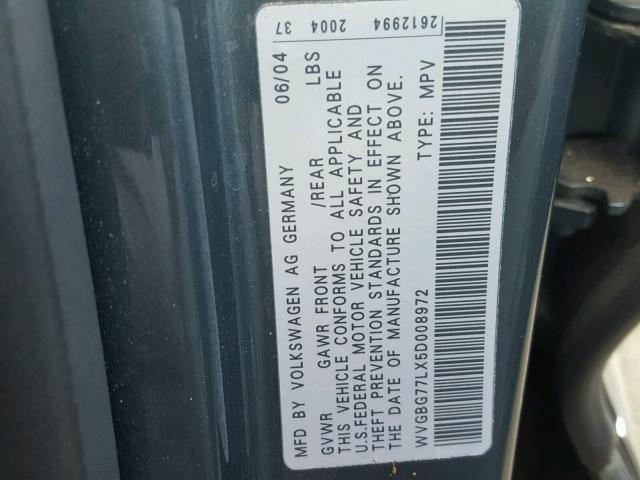 37 2004 2612994
MFD BY VOLKSWAGEN AG GERMANY 06/04
GVWR GAWR FRONT /REAR LBS
THIS VEHICLE CONFORMS TO ALL APPLICABLE
U.S.FEDERAL MOTOR VEHICLE SAFETY AND
THEFT PREVENTION STANDARDS IN EFFECT ON
THE DATE OF MANUFACTURE SHOWN ABOVE.
WVGBG77LX5D008972 TYPE: MPV